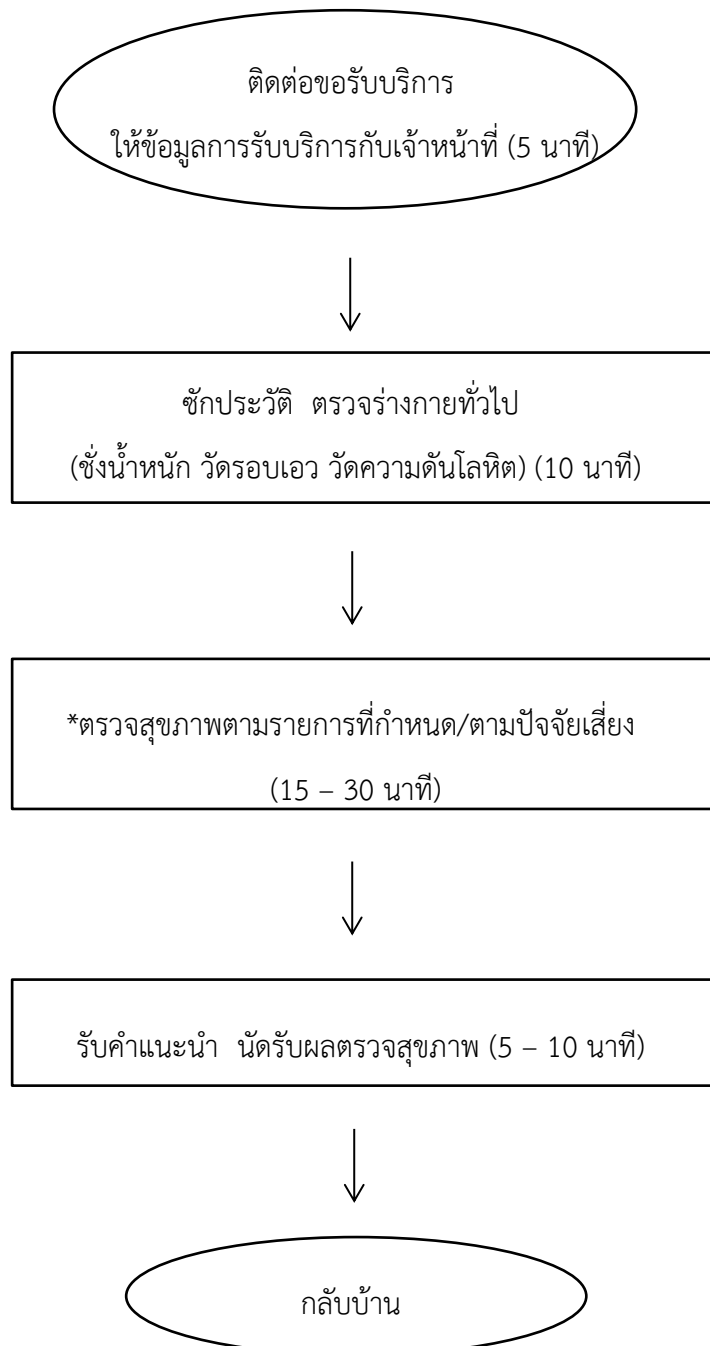 ติดต่อขอรับบริการ
ให้ข้อมูลการรับบริการกับเจ้าหน้าที่ (5 นาที)
ซักประวัติ ตรวจร่างกายทั่วไป
(ชั่งน้ำหนัก วัดรอบเอว วัดความดันโลหิต) (10 นาที)
*ตรวจสุขภาพตามรายการที่กำหนด/ตามปัจจัยเสี่ยง
(15 – 30 นาที)
รับคำแนะนำ นัดรับผลตรวจสุขภาพ (5 – 10 นาที)
กลับบ้าน